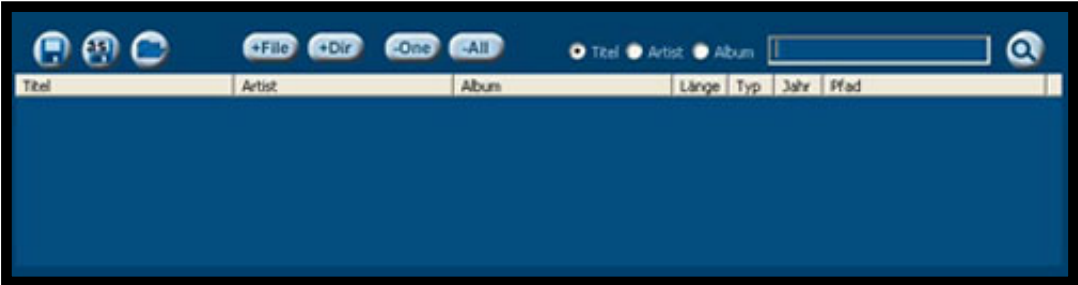 +File +Dir -One -All Titel Artist Album
Titel Artist Album Länge Typ Jahr Pfad